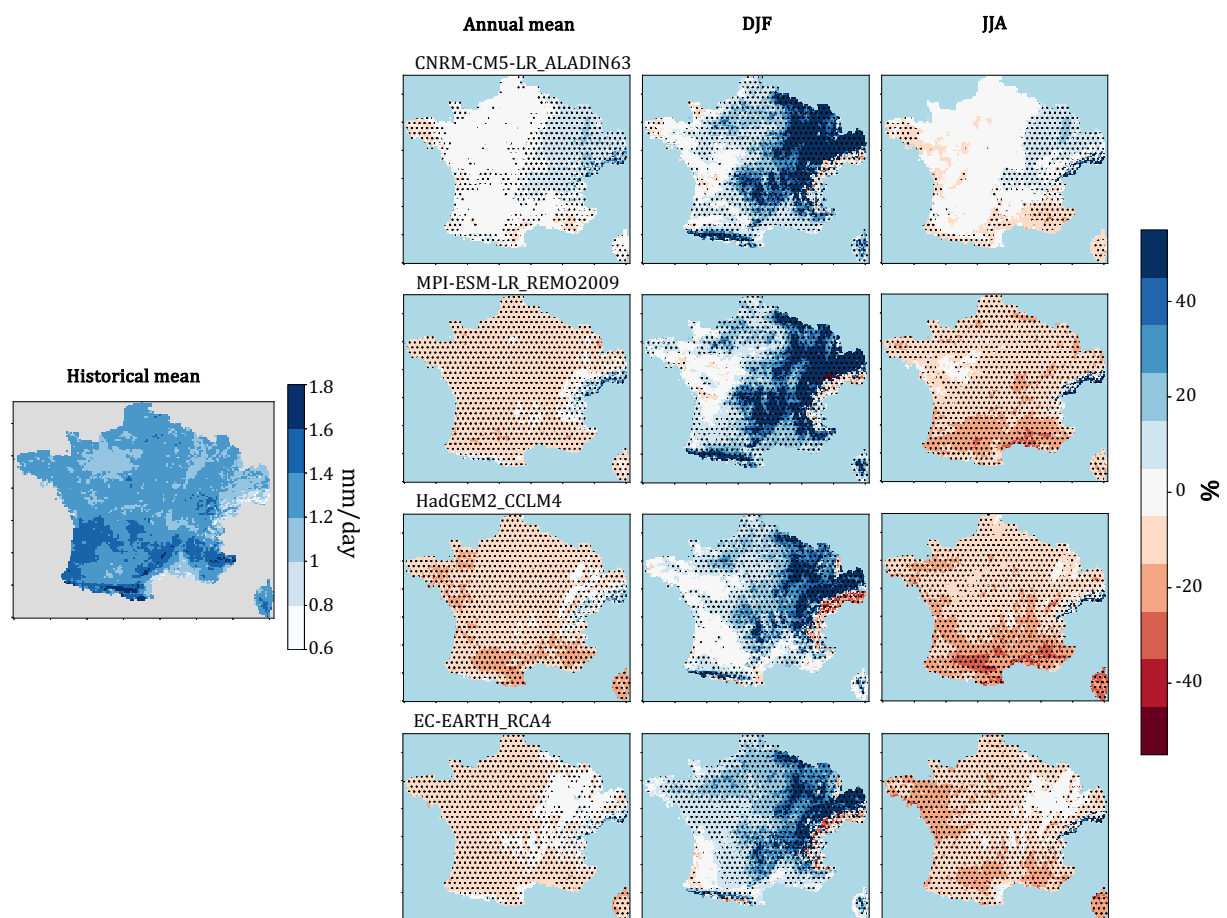 Annual mean
DJF
JJA
CNRM-CM5-LR_ALADIN63
MPI-ESM-LR_REMO2009
HadGEM2_CCLM4
EC-EARTH_RCA4
Historical mean
1.8
1.6
1.4
1.2
1
0.8
0.6
mm/day
40
20
0
-20
-40
%